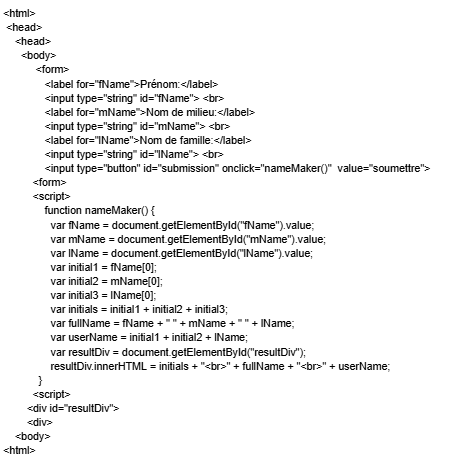 <html>
<head>
<head>
<body>
<form>
<label for="fName">Prénom:</label>
<input type="string" id="fName"> <br>
<label for="mName">Nom de milieu:</label>
<input type="string" id="mName"> <br>
<label for="lName">Nom de famille:</label>
<input type="string" id="lName"> <br>
<input type="button" id="submission" onclick="nameMaker()" value="soumettre">
<form>
<script>
function nameMaker() {
var fName = document.getElementById("fName").value;
var mName = document.getElementById("mName").value;
var lName = document.getElementById("lName").value;
var initial1 = fName[0];
var initial2 = mName[0];
var initial3 = lName[0];
var initials = initial1 + initial2 + initial3;
var fullName = fName + " " + mName + " " + lName;
var userName = initial1 + initial2 + lName;
var resultDiv = document.getElementById("resultDiv");
resultDiv.innerHTML = initials + "<br>" + fullName + "<br>" + userName;
}
<script>
<div id="resultDiv">
<div>
<body>
<html>